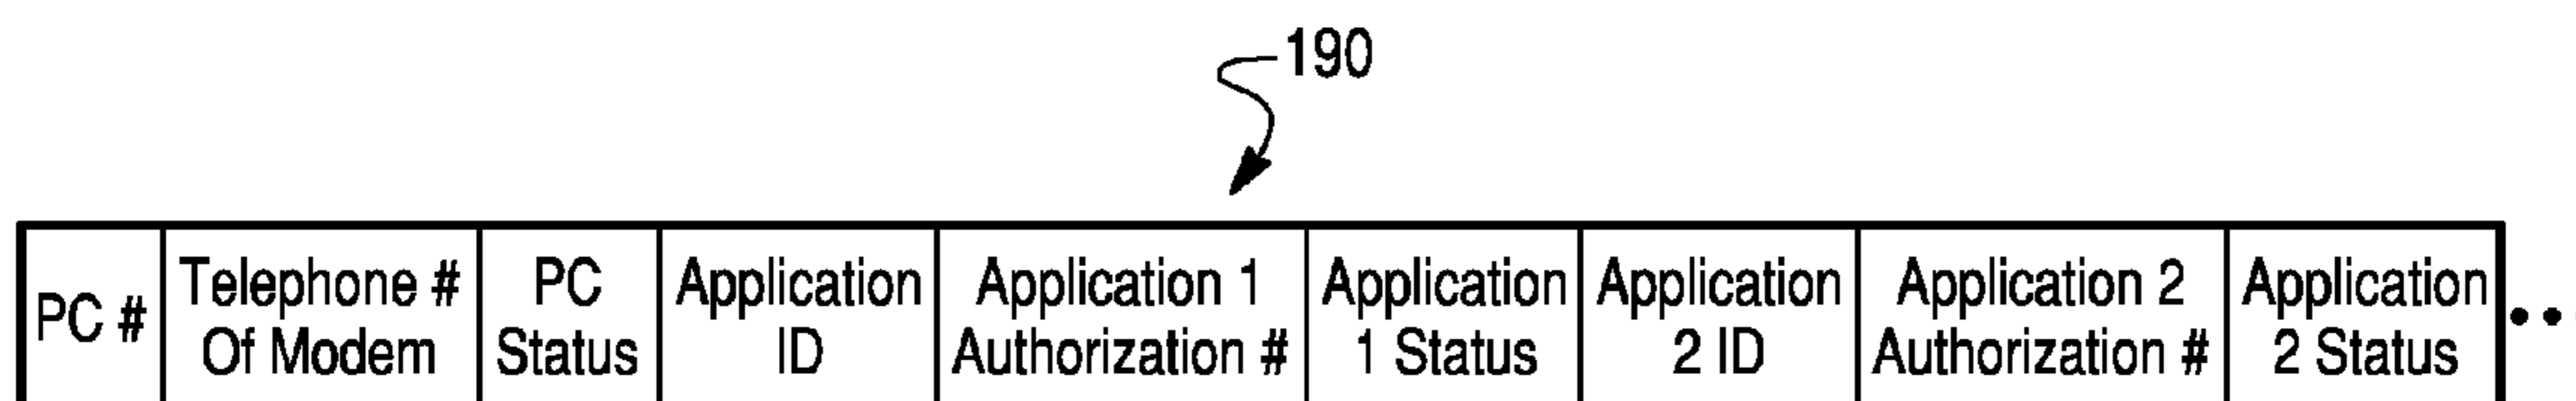 190
PC #
Telephone #
Of Modem
PC
Status
Application
ID
Application 1
Authorization #
Application
1 Status
Application
2 ID
Application 2
Authorization #
Application
2 Status